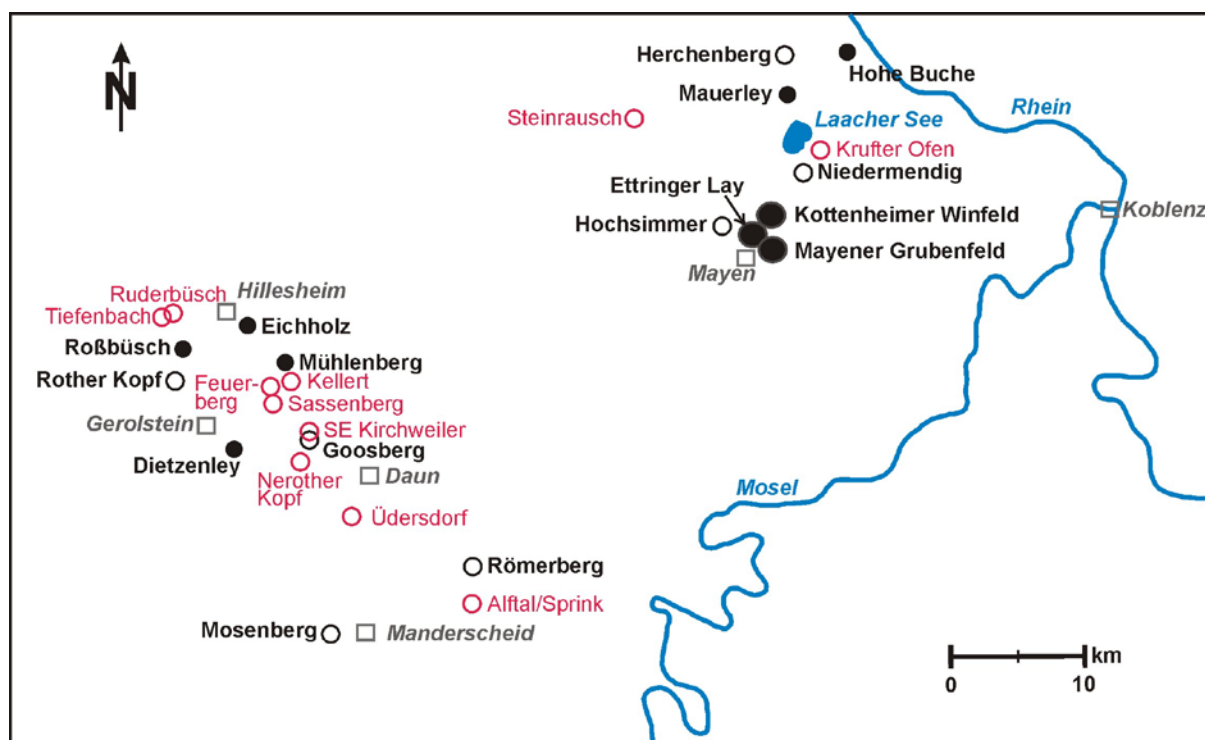 N
Herchenberg
Hohe Buche
Mauerley
Rhein
Steinrausch
Laacher See
Krufter Ofen
Niedermendig
Ettringer Lay
Kottenheimer Winfeld
Koblenz
Hochsimmer
Mayener Grubenfeld
Mayen
Hillesheim
Ruderbüsch
Tiefenbach
Eichholz
Roßbüsch
Mühlenberg
Rother Kopf
Feuer-
berg
Kellert
Sassenberg
Gerolstein
SE Kirchweiler
Goosberg
Dietzenley
Nerother
Kopf
Daun
Mosel
Üdersdorf
Römerberg
Alftal/Sprink
Mosenberg
Manderscheid
km
0
10